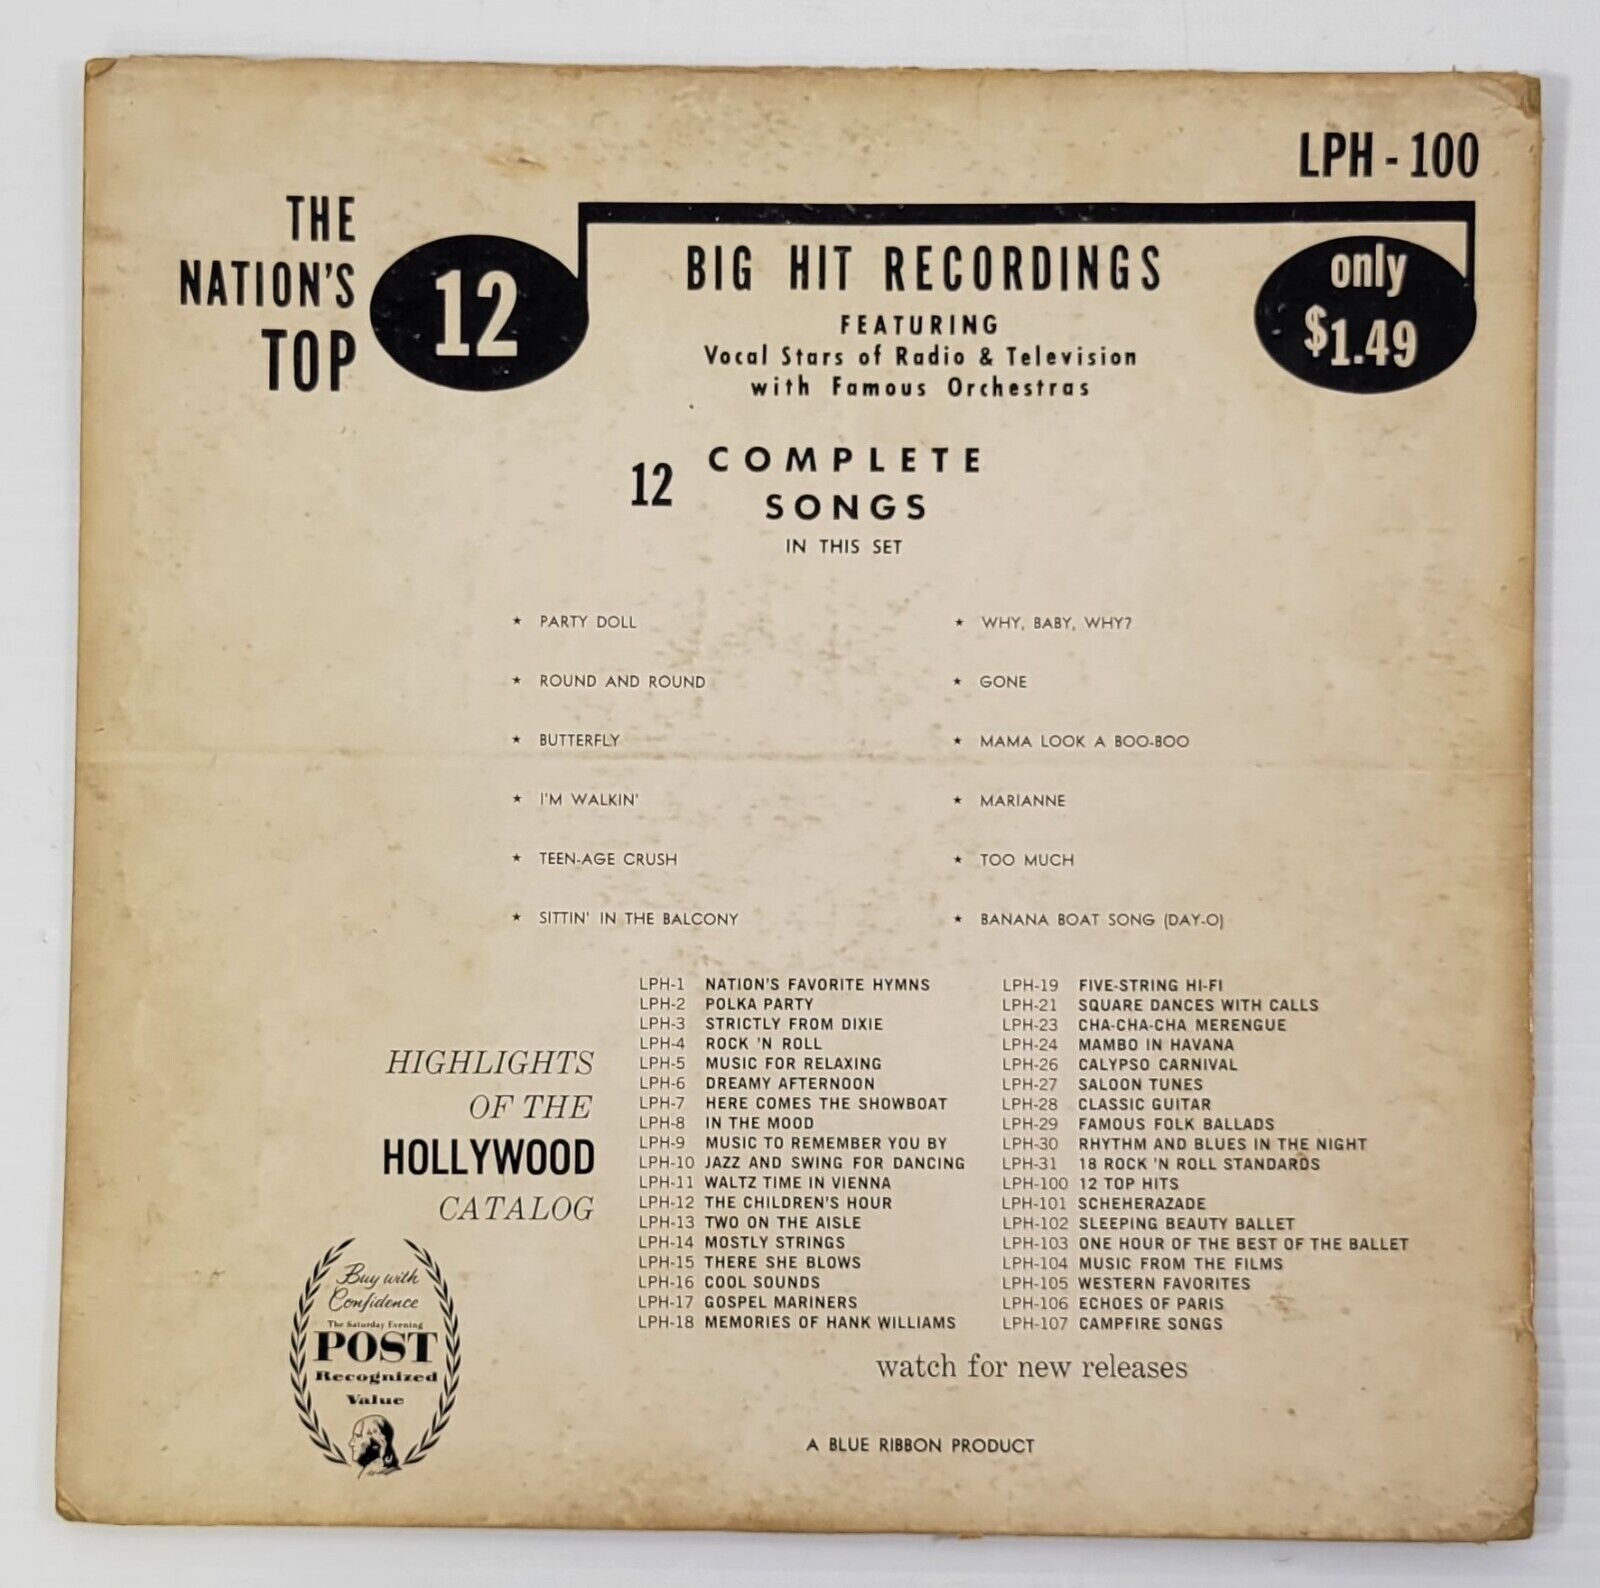 LPH - 100
THE
NATION'S
TOP
12
BIG HIT RECORDINGS
FEATURING
Vocal Stars of Radio & Television
with Famous Orchestras
only
$1.49
12 COMPLETE
SONGS
IN THIS SET
★ PARTY DOLL
★ ROUND AND ROUND
★ BUTTERFLY
★ I'M WALKIN'
★ TEEN-AGE CRUSH
★ SITTIN' IN THE BALCONY
★ WHY, BABY, WHY?
★ GONE
★ MAMA LOOK A BOO-BOO
★ MARIANNE
★ TOO MUCH
★ BANANA BOAT SONG (DAY-O)
HIGHLIGHTS
OF THE
HOLLYWOOD
CATALOG
LPH-1 NATION'S FAVORITE HYMNS
LPH-2 POLKA PARTY
LPH-3 STRICTLY FROM DIXIE
LPH-4 ROCK 'N ROLL
LPH-5 MUSIC FOR RELAXING
LPH-6 DREAMY AFTERNOON
LPH-7 HERE COMES THE SHOWBOAT
LPH-8 IN THE MOOD
LPH-9 MUSIC TO REMEMBER YOU BY
LPH-10 JAZZ AND SWING FOR DANCING
LPH-11 WALTZ TIME IN VIENNA
LPH-12 THE CHILDREN'S HOUR
LPH-13 TWO ON THE AISLE
LPH-14 MOSTLY STRINGS
LPH-15 THERE SHE BLOWS
LPH-16 COOL SOUNDS
LPH-17 GOSPEL MARINERS
LPH-18 MEMORIES OF HANK WILLIAMS
LPH-19 FIVE-STRING HI-FI
LPH-21 SQUARE DANCES WITH CALLS
LPH-23 CHA-CHA-CHA MERENGUE
LPH-24 MAMBO IN HAVANA
LPH-26 CALYPSO CARNIVAL
LPH-27 SALOON TUNES
LPH-28 CLASSIC GUITAR
LPH-29 FAMOUS FOLK BALLADS
LPH-30 RHYTHM AND BLUES IN THE NIGHT
LPH-31 18 ROCK 'N ROLL STANDARDS
LPH-100 12 TOP HITS
LPH-101 SCHEHERAZADE
LPH-102 SLEEPING BEAUTY BALLET
LPH-103 ONE HOUR OF THE BEST OF THE BALLET
LPH-104 MUSIC FROM THE FILMS
LPH-105 WESTERN FAVORITES
LPH-106 ECHOES OF PARIS
LPH-107 CAMPFIRE SONGS
Buy with
Confidence
The Saturday Evening
POST
Recognized
Value
watch for new releases
A BLUE RIBBON PRODUCT